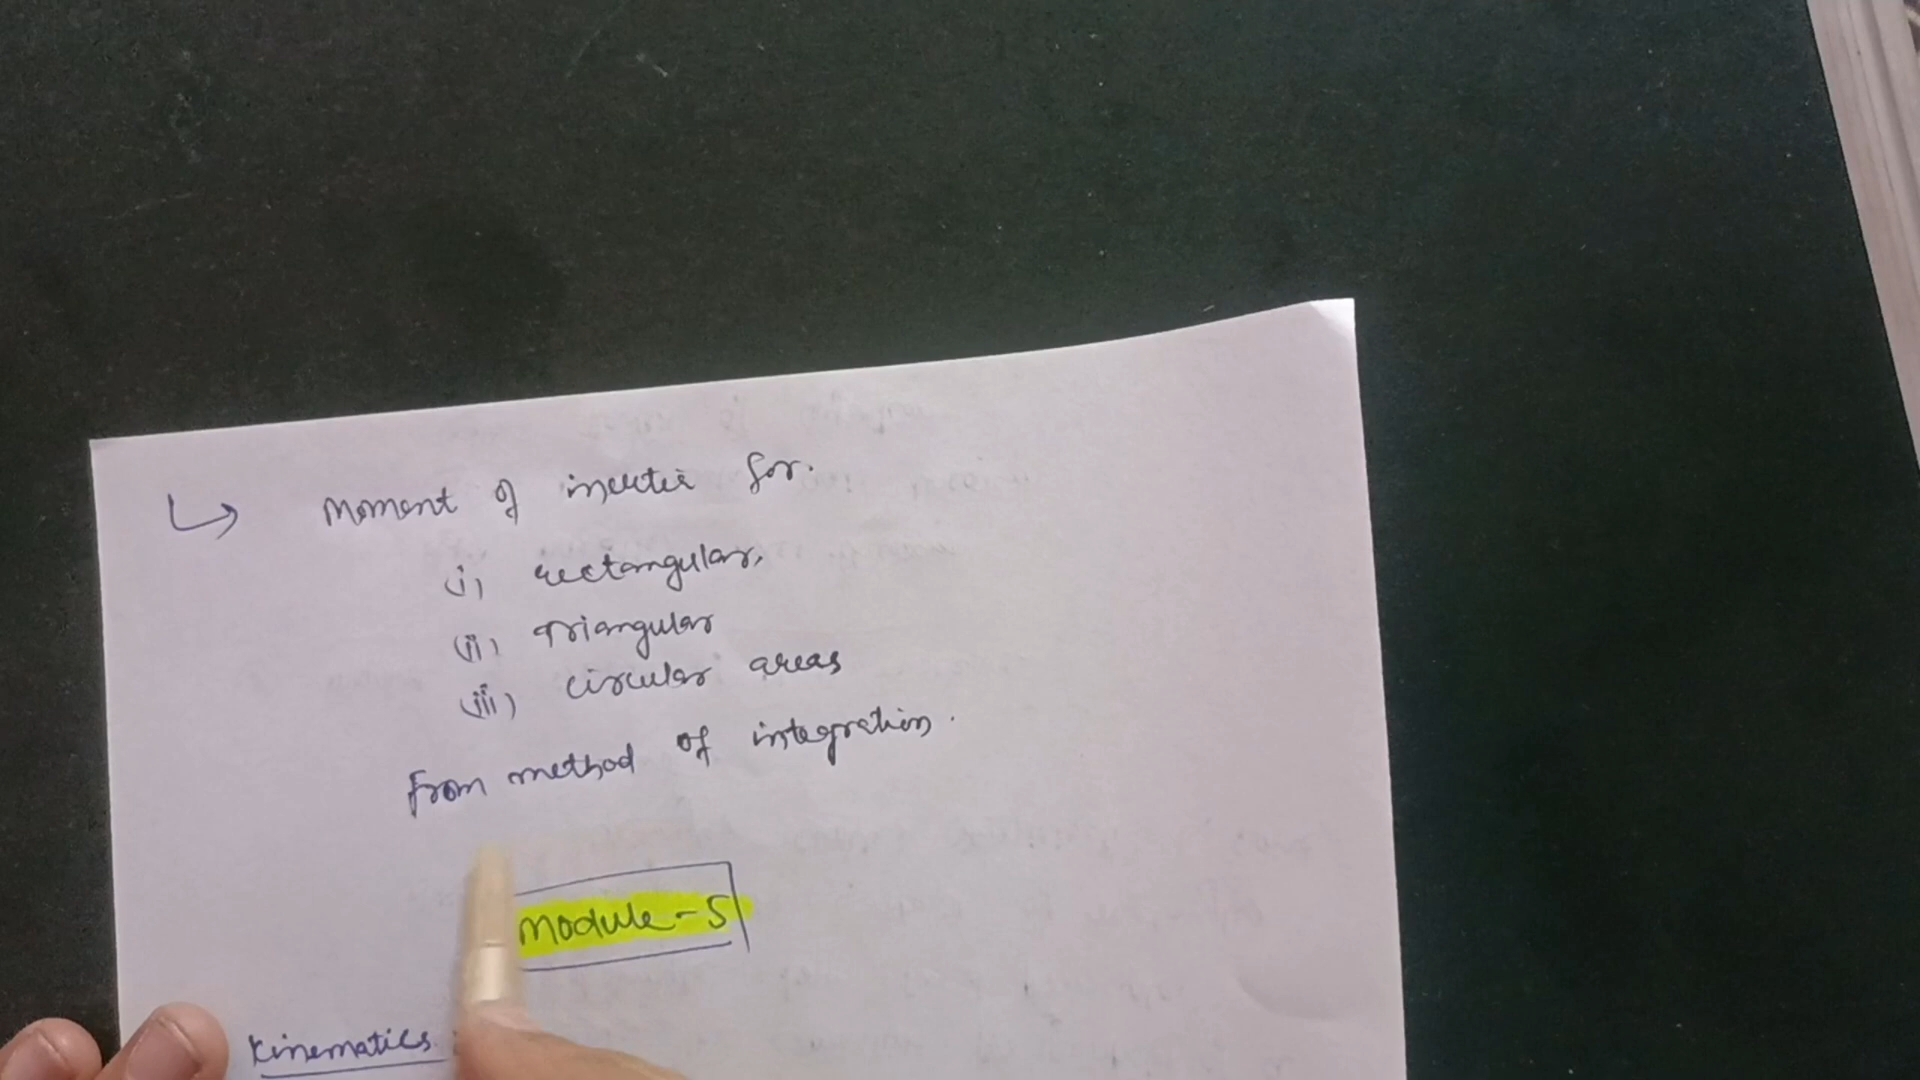 Moment of inertia for.
(i) rectangular,
(ii) Triangular
(iii) circular areas
from method of integration.
Module-5
Kinematics